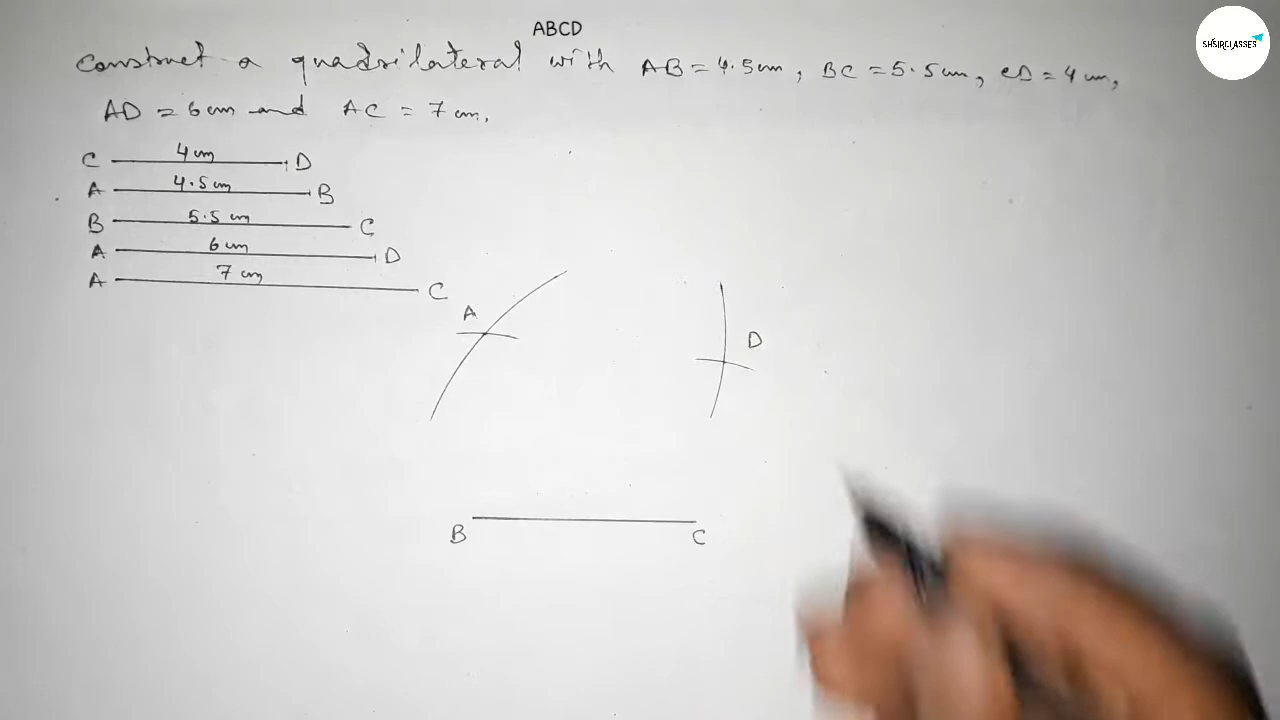 ABCD
Construct a quadrilateral with AB = 4.5cm, BC = 5.5cm, CD = 4cm,
AD = 6cm and AC = 7cm.
C 4cm D
A 4.5cm B
B 5.5cm C
A 6cm D
A 7cm C
A
D
B C
SHSIRCLASSES